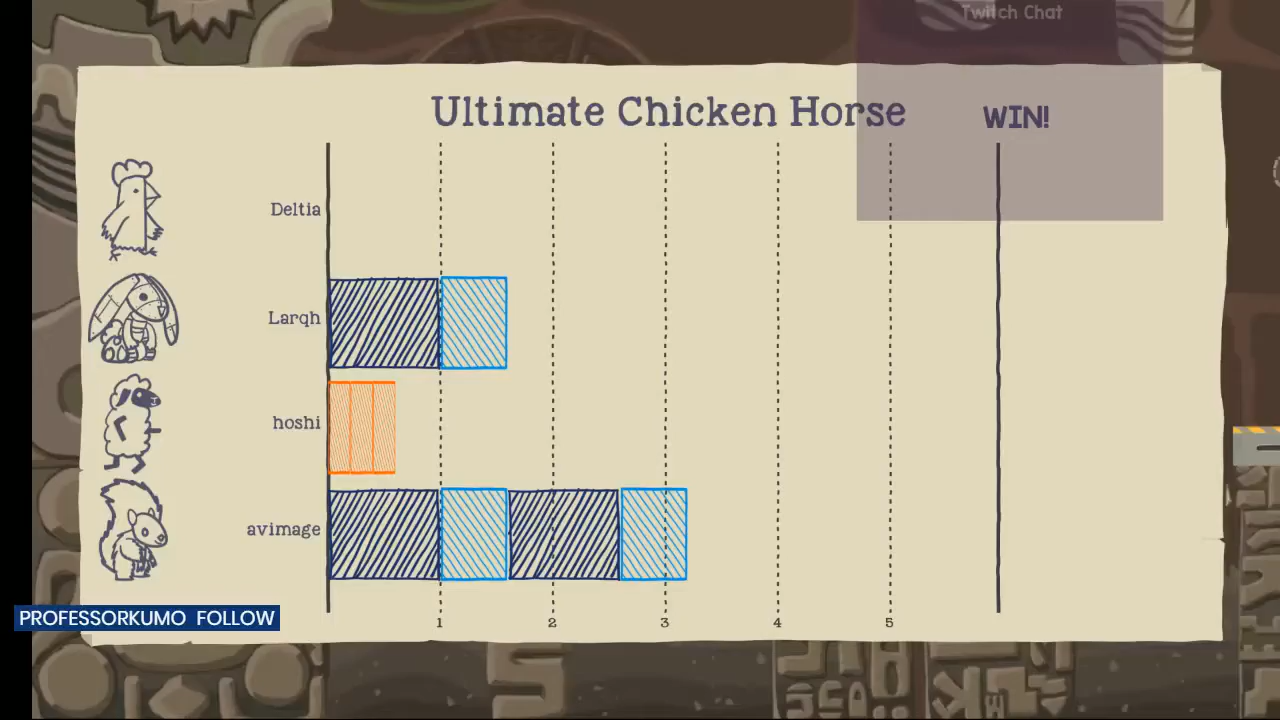 Twitch Chat
Ultimate Chicken Horse
WIN!
Deltia
Larqh
hoshi
avimage
PROFESSORKUMO FOLLOW
1 2 3 4 5